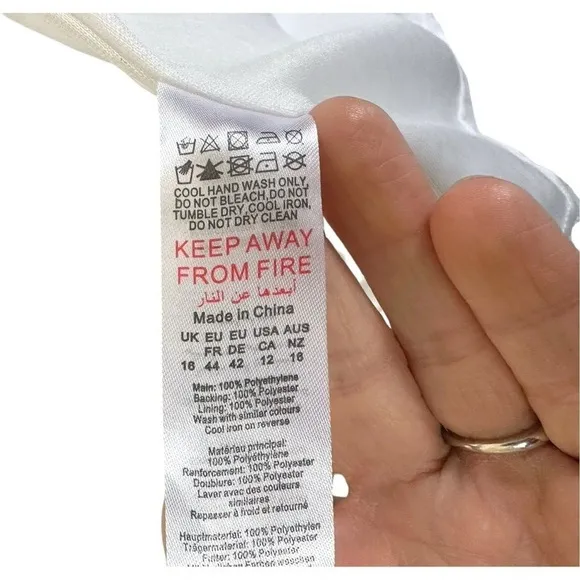 COOL HAND WASH ONLY,
DO NOT BLEACH,DO NOT
TUMBLE DRY, COOL IRON,
DO NOT DRY CLEAN
KEEP AWAY
FROM FIRE
أبعدها عن النار
Made in China
UK EU EU USA AUS
FR DE CA NZ
16 44 42 12 16
Main: 100% Polyethylene
Backing: 100% Polyester
Lining: 100% Polyester
Wash with similar colours
Cool iron on reverse
Matériau principal:
100% Polyéthylène
Renforcement: 100% Polyester
Doublure: 100% Polyester
Laver avec des couleurs
similaires
Repasser à froid et retourné
Hauptmaterial: 100% Polyethylen
Trägermaterial: 100% Polyester
Futter: 100% Polyester
Mit ähnlichen Farben waschen